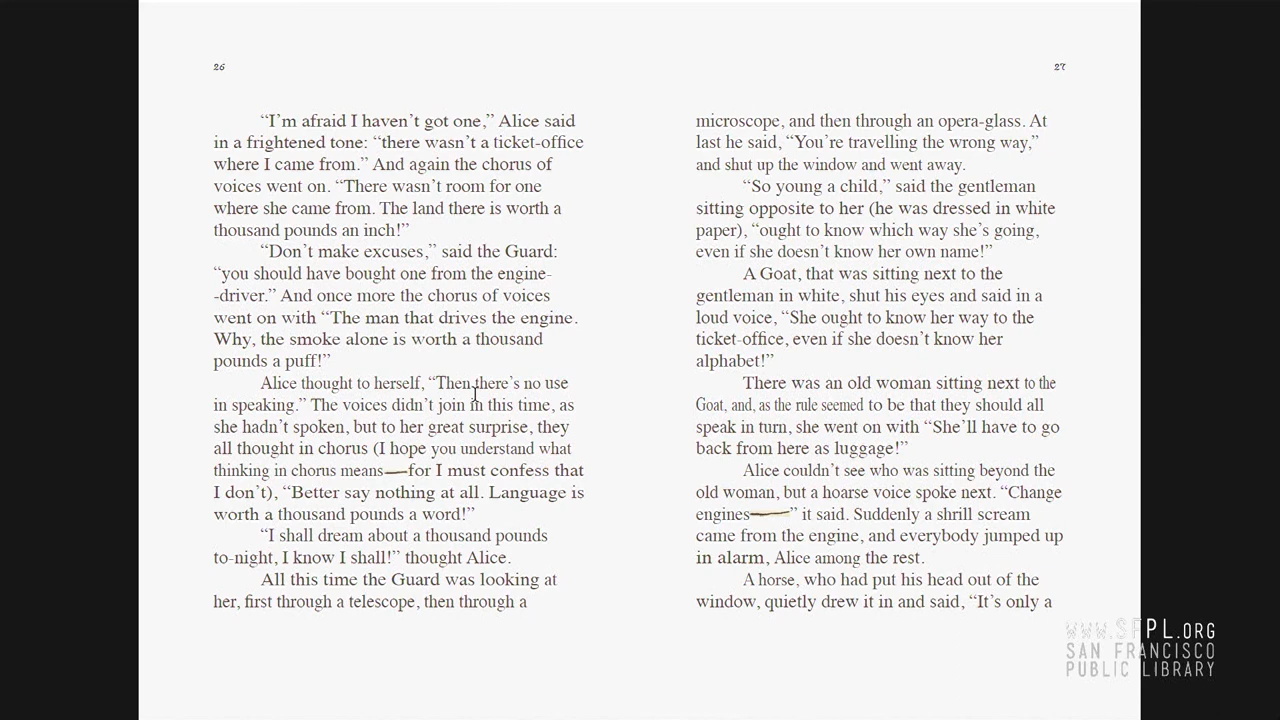 26
“I’m afraid I haven’t got one,” Alice said
in a frightened tone: “there wasn’t a ticket-office
where I came from.” And again the chorus of
voices went on. “There wasn’t room for one
where she came from. The land there is worth a
thousand pounds an inch!”
“Don’t make excuses,” said the Guard:
“you should have bought one from the engine-
-driver.” And once more the chorus of voices
went on with “The man that drives the engine.
Why, the smoke alone is worth a thousand
pounds a puff!”
Alice thought to herself, “Then there’s no use
in speaking.” The voices didn’t join in this time, as
she hadn’t spoken, but to her great surprise, they
all thought in chorus (I hope you understand what
thinking in chorus means—for I must confess that
I don’t), “Better say nothing at all. Language is
worth a thousand pounds a word!”
“I shall dream about a thousand pounds
to-night, I know I shall!” thought Alice.
All this time the Guard was looking at
her, first through a telescope, then through a
27
microscope, and then through an opera-glass. At
last he said, “You’re travelling the wrong way,”
and shut up the window and went away.
“So young a child,” said the gentleman
sitting opposite to her (he was dressed in white
paper), “ought to know which way she’s going,
even if she doesn’t know her own name!”
A Goat, that was sitting next to the
gentleman in white, shut his eyes and said in a
loud voice, “She ought to know her way to the
ticket-office, even if she doesn’t know her
alphabet!”
There was an old woman sitting next to the
Goat, and, as the rule seemed to be that they should all
speak in turn, she went on with “She’ll have to go
back from here as luggage!”
Alice couldn’t see who was sitting beyond the
old woman, but a hoarse voice spoke next. “Change
engines—” it said. Suddenly a shrill scream
came from the engine, and everybody jumped up
in alarm, Alice among the rest.
A horse, who had put his head out of the
window, quietly drew it in and said, “It’s only a
WWW.SFPL.ORG
SAN FRANCISCO
PUBLIC LIBRARY